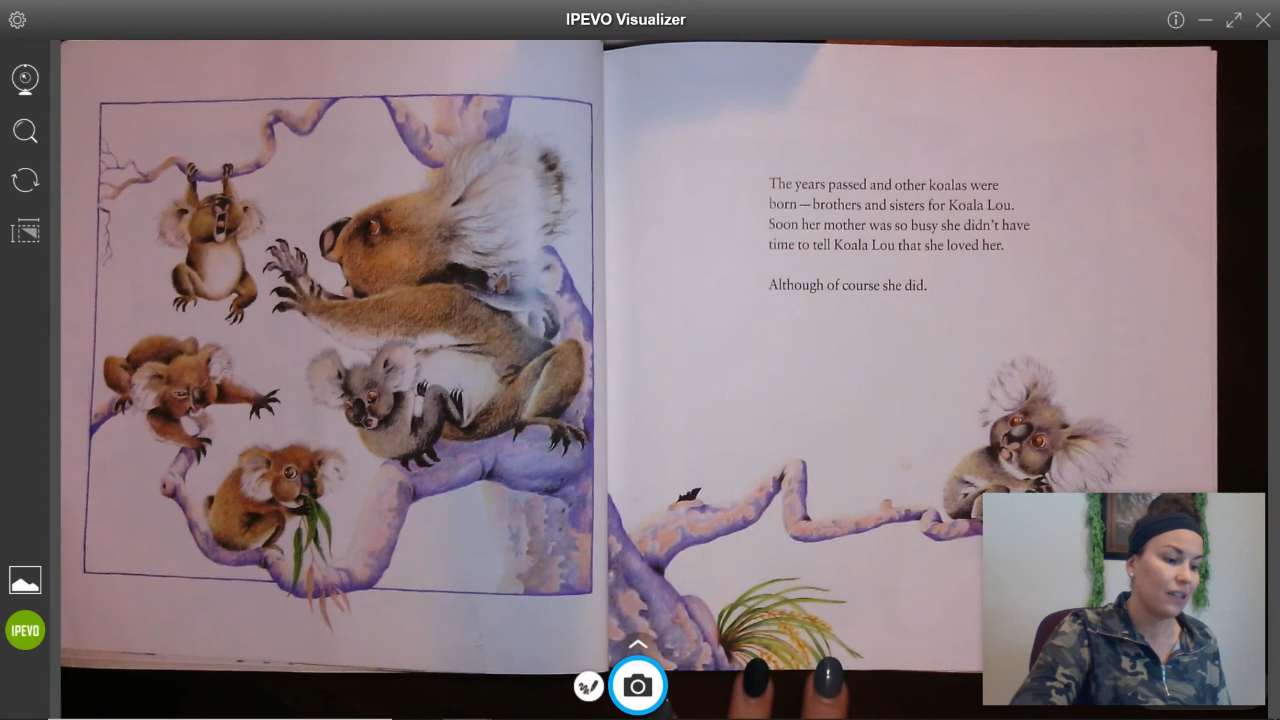 IPEVO Visualizer
The years passed and other koalas were
born—brothers and sisters for Koala Lou.
Soon her mother was so busy she didn't have
time to tell Koala Lou that she loved her.
Although of course she did.
IPEVO